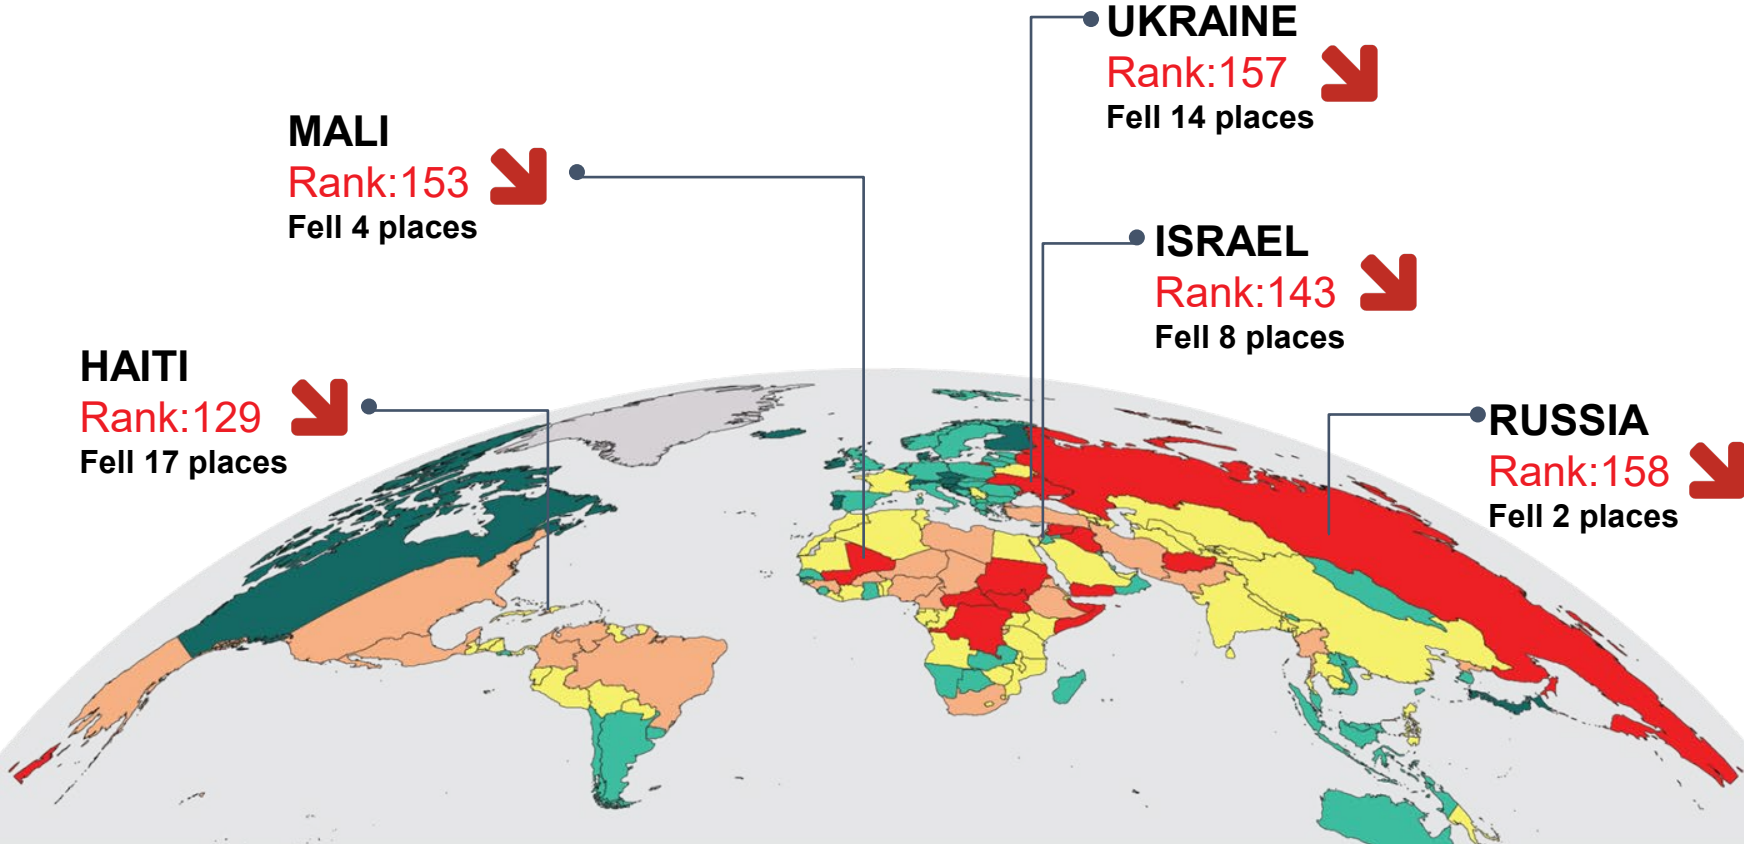 UKRAINE
Rank:157
Fell 14 places
MALI
Rank:153
Fell 4 places
ISRAEL
Rank:143
Fell 8 places
HAITI
Rank:129
Fell 17 places
RUSSIA
Rank:158
Fell 2 places